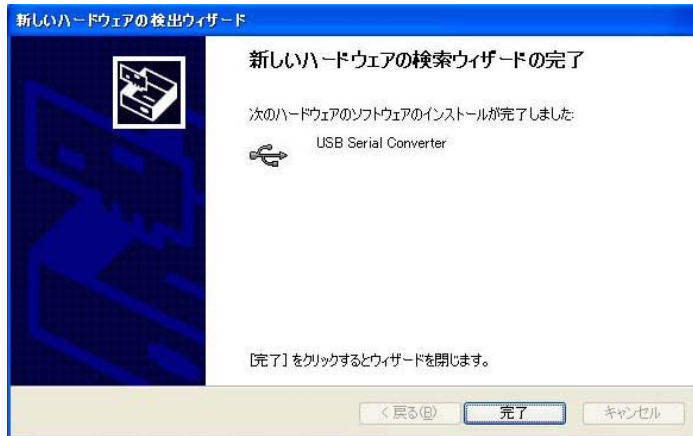 新しいハードウェアの検出ウィザード
新しいハードウェアの検索ウィザードの完了
次のハードウェアのソフトウェアのインストールが完了しました:
USB Serial Converter
[完了] をクリックするとウィザードを閉じます。
< 戻る(B) 完了 キャンセル